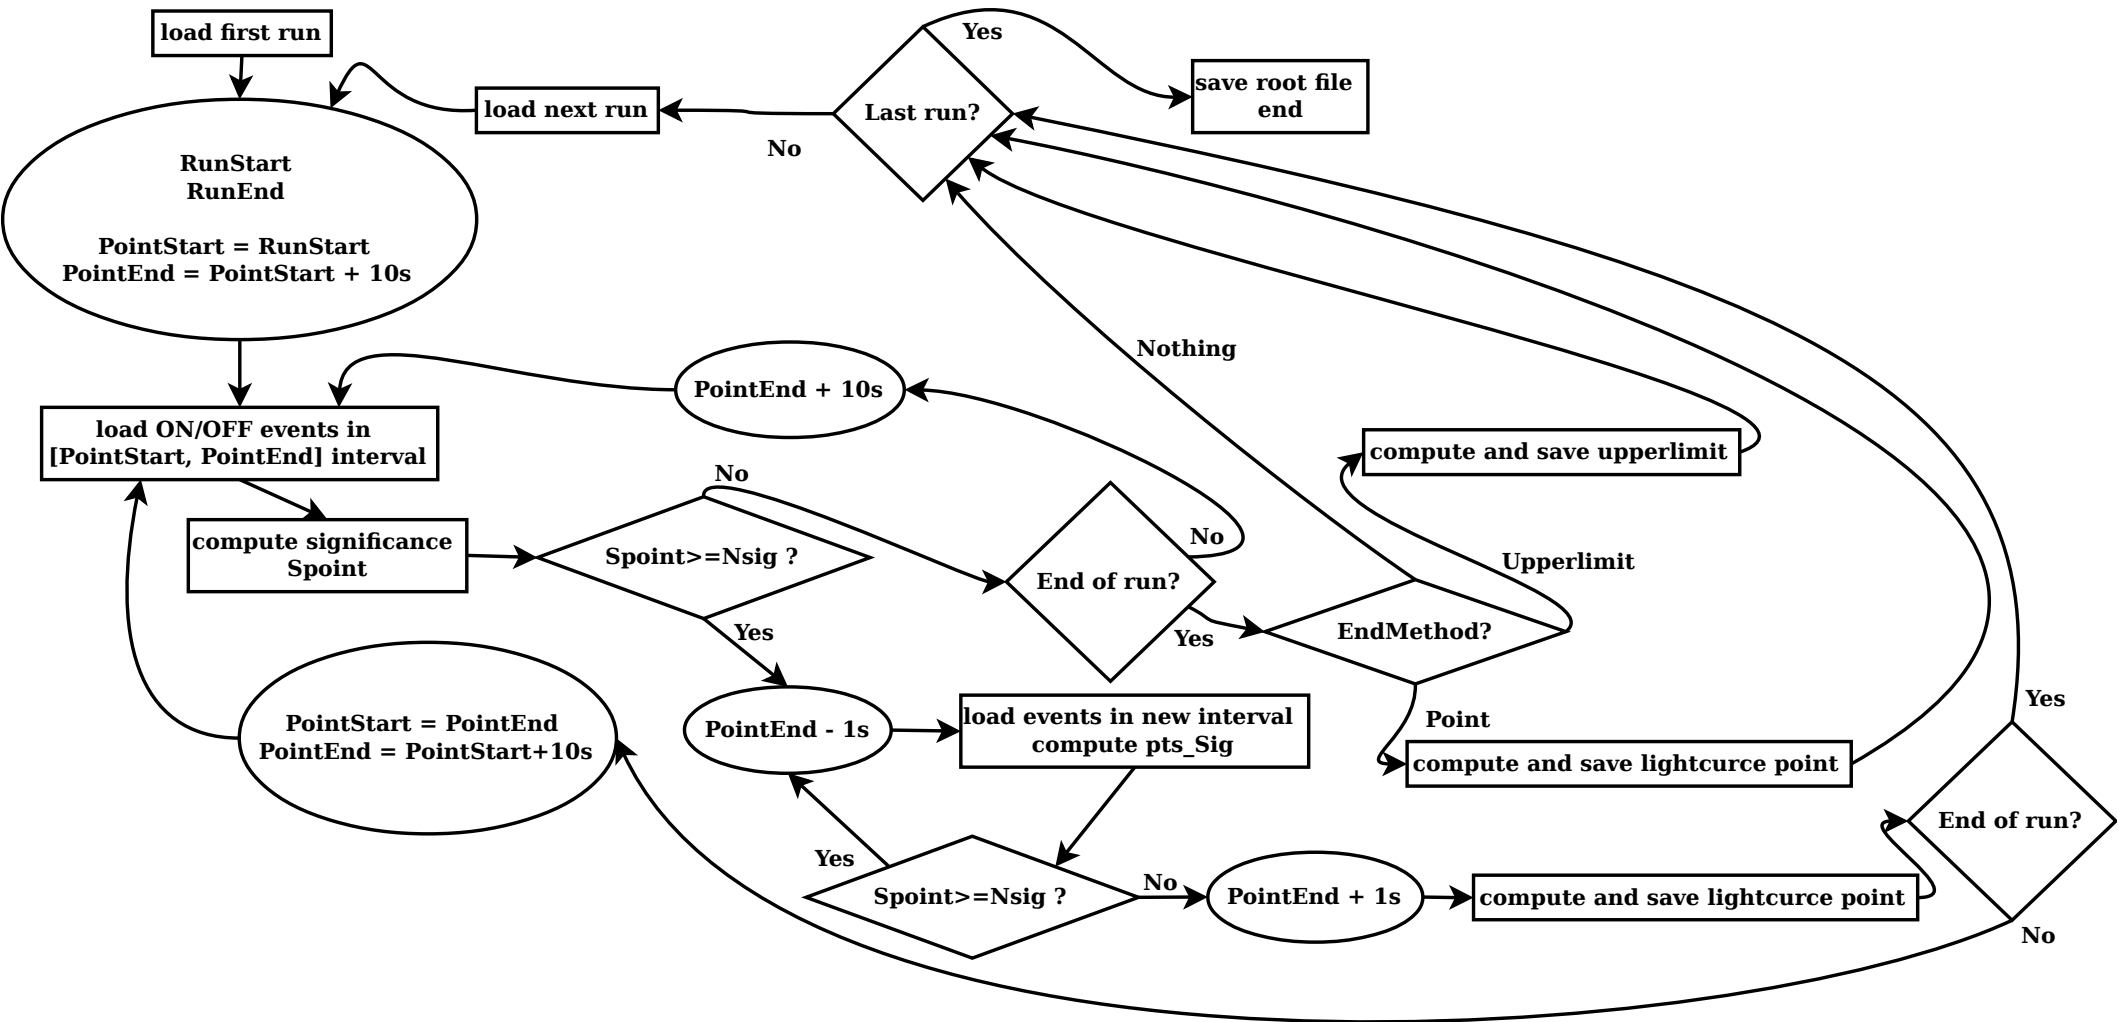 load first run
Yes
save root file
end
load next run
Last run?
No
RunStart
RunEnd
PointStart = RunStart
PointEnd = PointStart + 10s
Nothing
PointEnd + 10s
load ON/OFF events in
[PointStart, PointEnd] interval
compute and save upperlimit
No
compute significance
Spoint
Spoint>=Nsig ?
No
End of run?
Upperlimit
Yes
Yes
EndMethod?
PointStart = PointEnd
PointEnd = PointStart+10s
PointEnd - 1s
load events in new interval
compute pts_Sig
Point
compute and save lightcurce point
Yes
End of run?
Yes
Spoint>=Nsig ?
No
PointEnd + 1s
compute and save lightcurce point
No